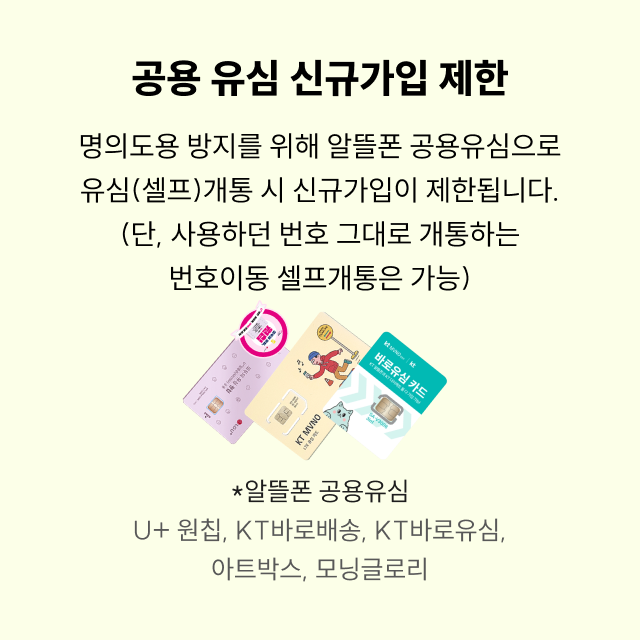 공용 유심 신규가입 제한
명의도용 방지를 위해 알뜰폰 공용유심으로
유심(셀프)개통 시 신규가입이 제한됩니다.
(단, 사용하던 번호 그대로 개통하는
번호이동 셀프개통은 가능)
KT MVNO
kt MVNO
kt
바로유심 카드
*알뜰폰 공용유심
U+ 원칩, KT바로배송, KT바로유심,
아트박스, 모닝글로리